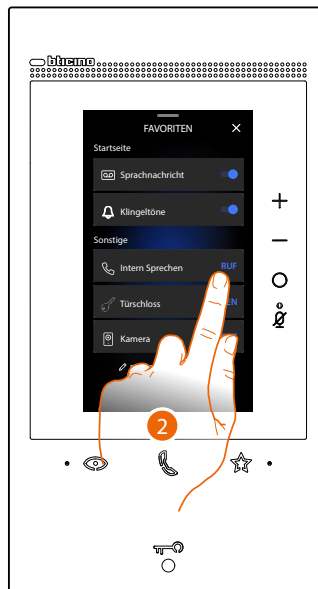 bticino
FAVORITEN
Startseite
Sprachnachricht
Klingeltöne
Sonstige
Intern Sprechen RUF
Türschloss
Kamera
2